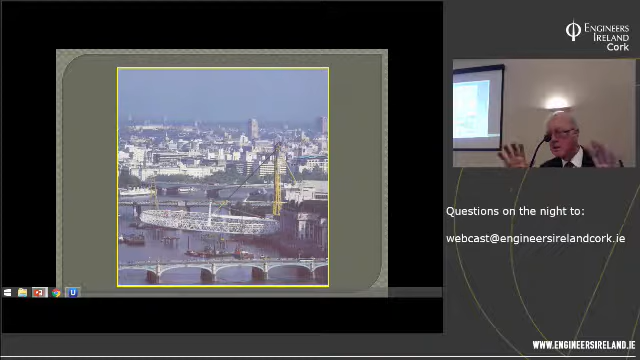 ENGINEERS
IRELAND
Cork
Questions on the night to:
webcast@engineersirelandcork.ie
WWW.ENGINEERSIRELAND.IE